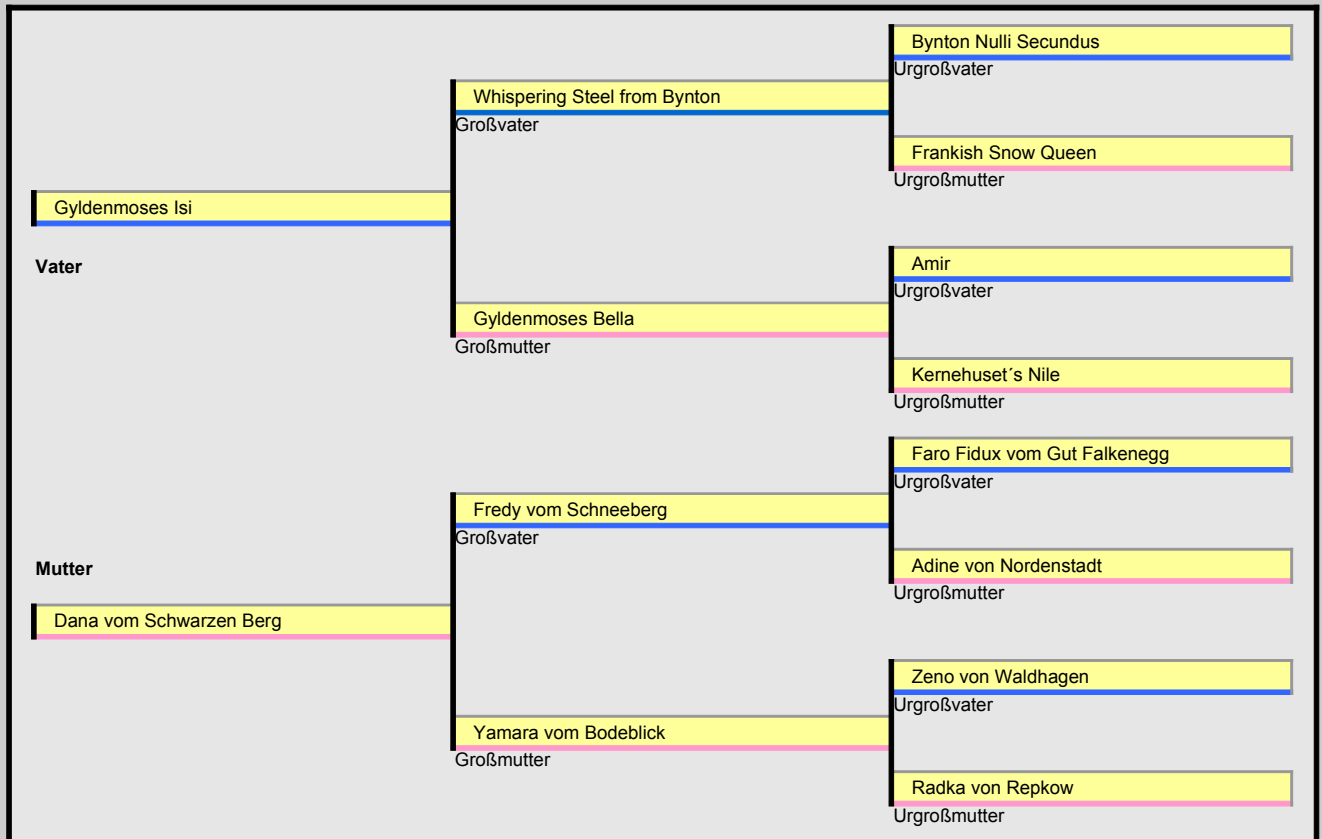 Bynton Nulli Secundus
Urgroßvater
Whispering Steel from Bynton
Großvater
Frankish Snow Queen
Urgroßmutter
Gyldenmoses Isi
Vater
Amir
Urgroßvater
Gyldenmoses Bella
Großmutter
Kernehuset´s Nile
Urgroßmutter
Faro Fidux vom Gut Falkenegg
Urgroßvater
Fredy vom Schneeberg
Großvater
Adine von Nordenstadt
Urgroßmutter
Mutter
Dana vom Schwarzen Berg
Zeno von Waldhagen
Urgroßvater
Yamara vom Bodeblick
Großmutter
Radka von Repkow
Urgroßmutter